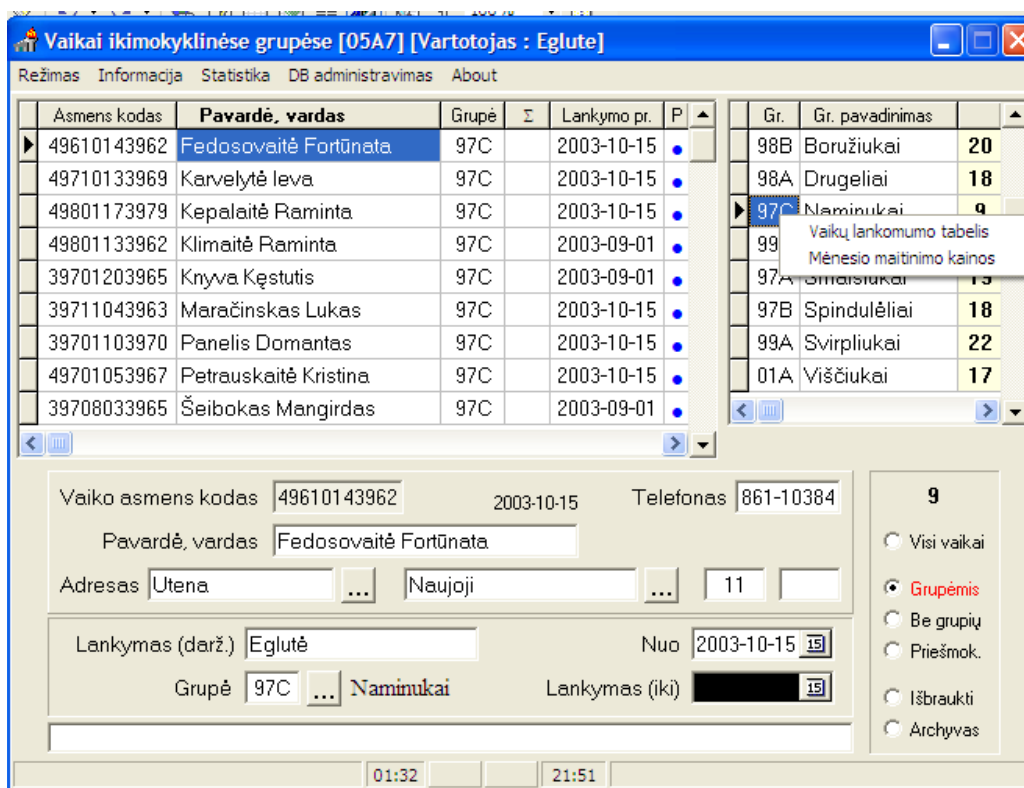 Vaikai ikimokyklinėse grupėse [05A7] [Vartotojas : Eglute]
Režimas Informacija Statistika DB administravimas About
Asmens kodas Pavardė, vardas Grupė Σ Lankymo pr. P
49610143962 Fedosovaitė Fortūnata 97C 2003-10-15
49710133969 Karvelytė Ieva 97C 2003-10-15
49801173979 Kepalaitė Raminta 97C 2003-10-15
49801133962 Klimaitė Raminta 97C 2003-09-01
39701203965 Knyva Kęstutis 97C 2003-09-01
39711043963 Maračinskas Lukas 97C 2003-10-15
39701103970 Panelis Domantas 97C 2003-10-15
49701053967 Petrauskaitė Kristina 97C 2003-10-15
39708033965 Šeibokas Mangirdas 97C 2003-09-01
Gr. Gr. pavadinimas
98B Boružiukai 20
98A Drugeliai 18
97C Naminukai 9
Vaikų lankomumo tabelis
99
Mėnesio maitinimo kainos
97A
97B Spindulėliai 18
99A Svirpliukai 22
01A Viščiukai 17
Vaiko asmens kodas 49610143962 2003-10-15 Telefonas 861-10384
Pavardė, vardas Fedosovaitė Fortūnata
Adresas Utena ... Naujoji ... 11
Lankymas (darž.) Eglutė Nuo 2003-10-15 15
Grupė 97C ... Naminukai Lankymas (iki) 15
9
Visi vaikai
Grupėmis
Be grupių
Priešmok.
Išbraukti
Archyvas
01:32 21:51